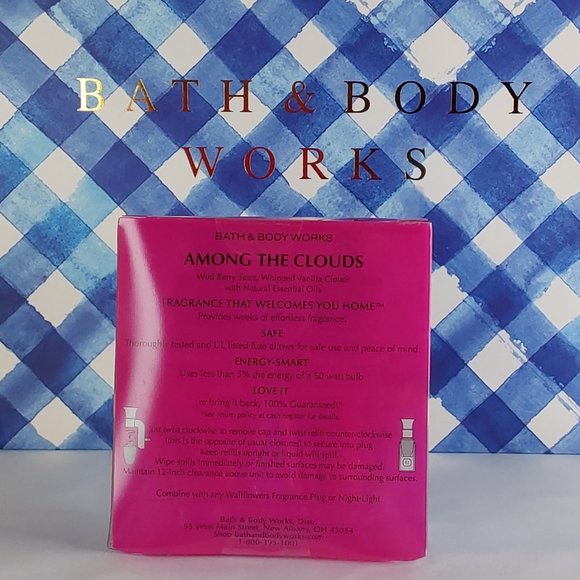 BATH & BODY
WORKS
BATH & BODY WORKS
AMONG THE CLOUDS
Wild Berry Skies, Whipped Vanilla Clouds
with Natural Essential Oils
FRAGRANCE THAT WELCOMES YOU HOME™
Provides weeks of effortless fragrance!
SAFE
Thoroughly tested and UL listed fuse allows for safe use and peace of mind.
ENERGY-SMART
Uses less than 5% the energy of a 60 watt bulb
LOVE IT
or bring it back, 100% Guaranteed!*
*See return policy at cash register for details.
Just twist clockwise to remove cap and twist refill counter-clockwise
(this is the opposite of usual closures) to secure into plug.
Keep refills upright or liquid will spill.
Wipe spills immediately or finished surfaces may be damaged.
Maintain 12-inch clearance above unit to avoid damage to surrounding surfaces.
Combine with any Wallflowers Fragrance Plug or Night-Light.
Bath & Body Works, Distr.
95 West Main Street, New Albany, OH 43054
Shop bathandbodyworks.com
1-800-395-1001